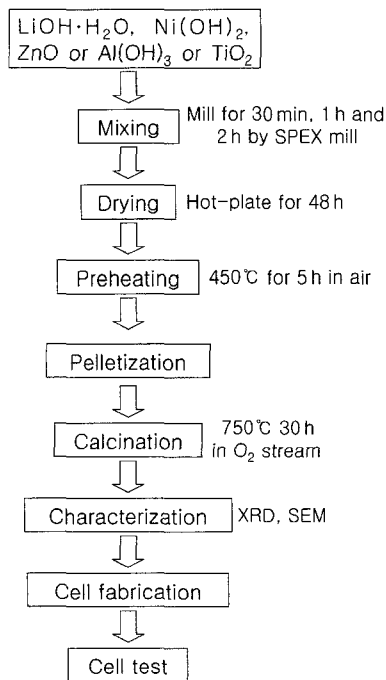 LiOH·H₂O, Ni(OH)₂,
ZnO or Al(OH)₃ or TiO₂
Mixing
Mill for 30 min, 1 h and
2 h by SPEX mill
Drying
Hot-plate for 48 h
Preheating
450℃ for 5 h in air
Pelletization
Calcination
750℃ 30 h
in O₂ stream
Characterization
XRD, SEM
Cell fabrication
Cell test